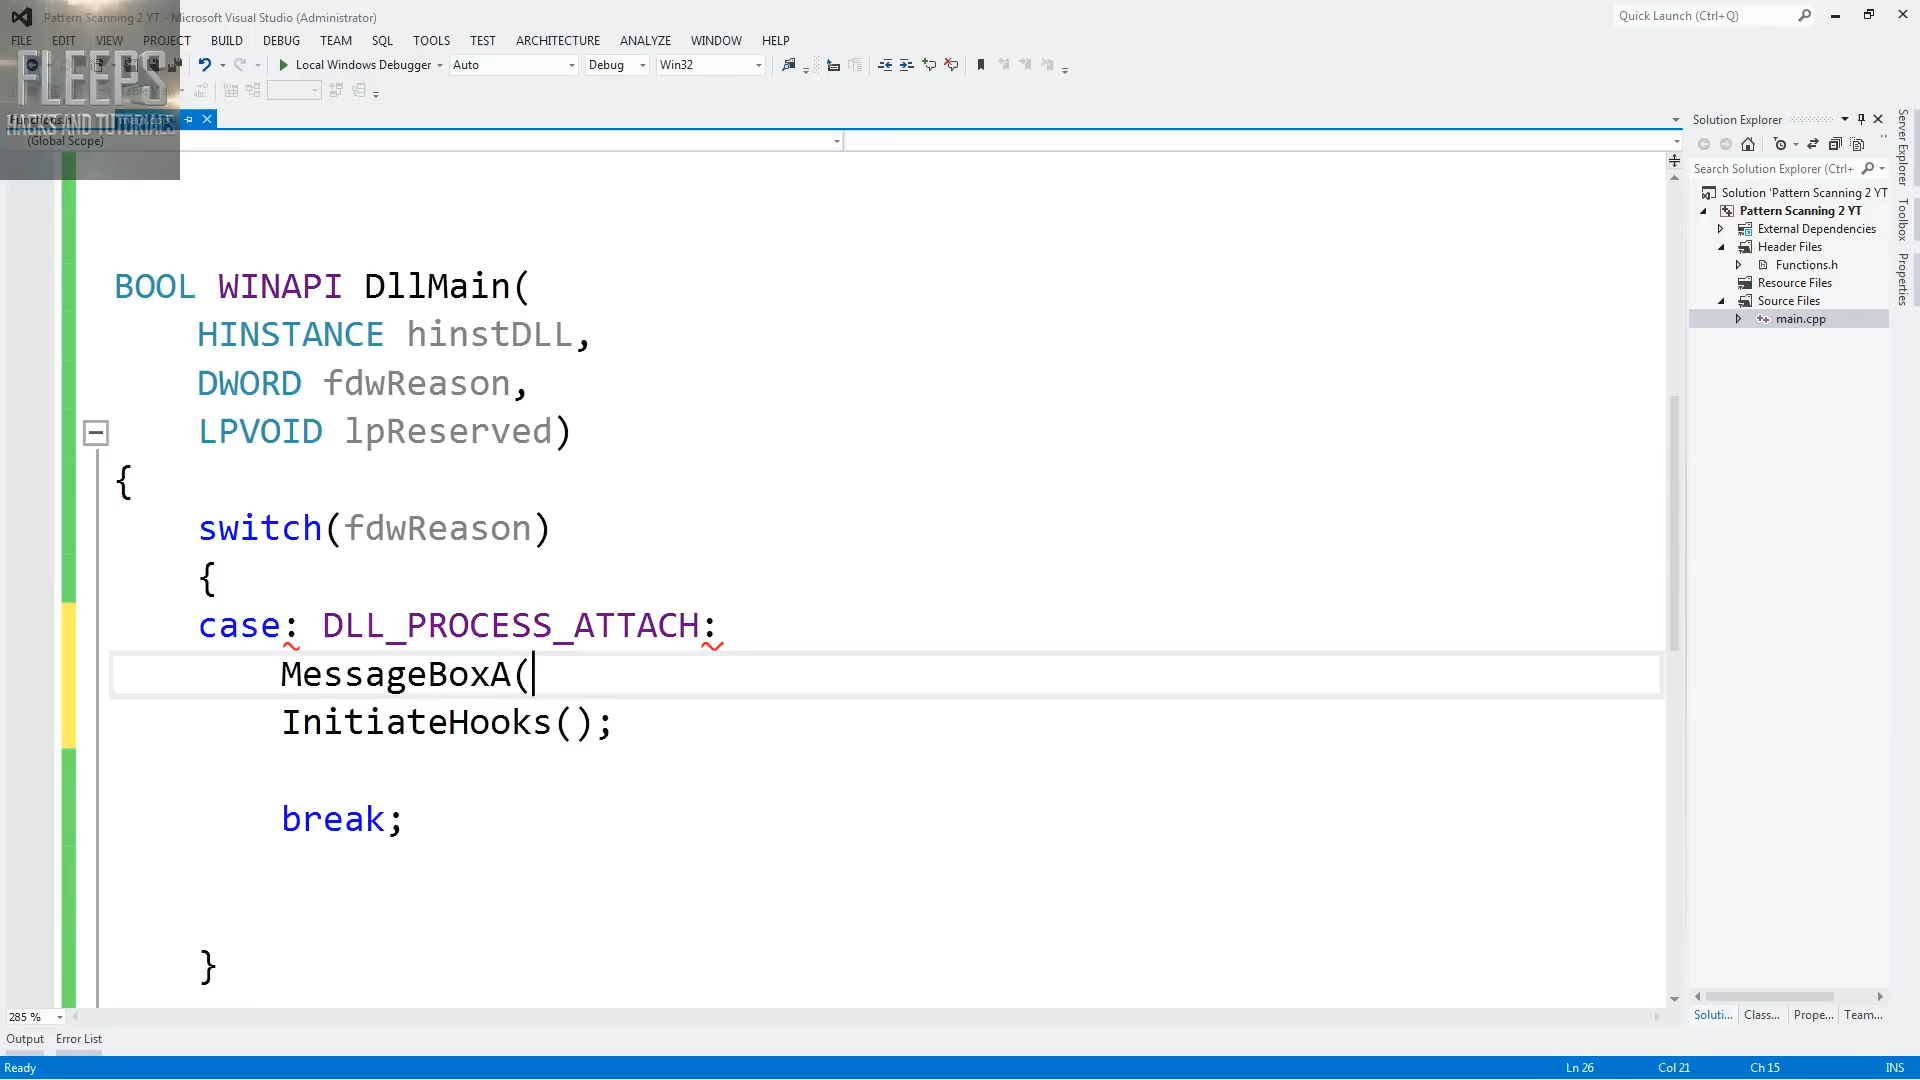 Pattern Scanning 2 YT - Microsoft Visual Studio (Administrator)
Quick Launch (Ctrl+Q)
FILE EDIT VIEW PROJECT BUILD DEBUG TEAM SQL TOOLS TEST ARCHITECTURE ANALYZE WINDOW HELP
Local Windows Debugger Auto Debug Win32
FLEEPS
HACKS AND TUTORIALS
Functions.h main.cpp
(Global Scope)
BOOL WINAPI DllMain(
HINSTANCE hinstDLL,
DWORD fdwReason,
LPVOID lpReserved)
{
switch(fdwReason)
{
case: DLL_PROCESS_ATTACH:
MessageBoxA(
InitiateHooks();
break;
}
Solution Explorer
Search Solution Explorer (Ctrl+
Solution 'Pattern Scanning 2 YT
Pattern Scanning 2 YT
External Dependencies
Header Files
Functions.h
Resource Files
Source Files
main.cpp
Server Explorer
Toolbox
Properties
285 %
Soluti... Class... Prope... Team...
Output Error List
Ready Ln 26 Col 21 Ch 15 INS